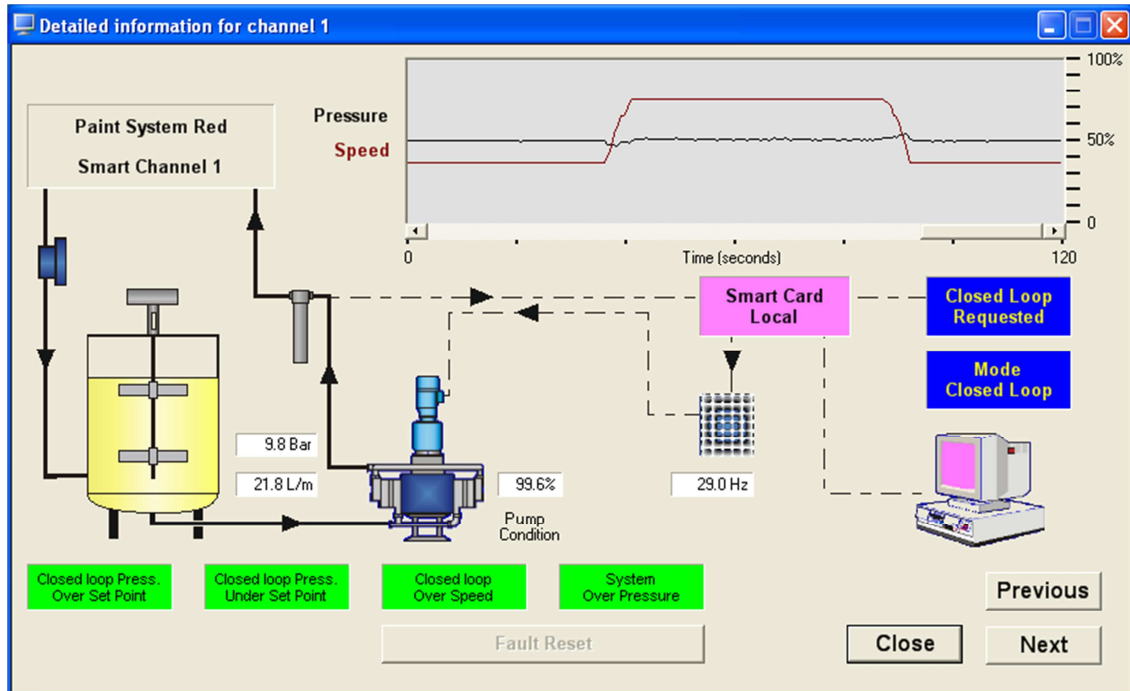 Detailed information for channel 1
Paint System Red
Smart Channel 1
Pressure
Speed
100%
50%
0
0
Time (seconds)
120
Smart Card
Local
Closed Loop
Requested
Mode
Closed Loop
9.8 Bar
21.8 L/m
99.6%
Pump
Condition
29.0 Hz
Closed loop Press.
Over Set Point
Closed loop Press.
Under Set Point
Closed loop
Over Speed
System
Over Pressure
Previous
Fault Reset
Close
Next